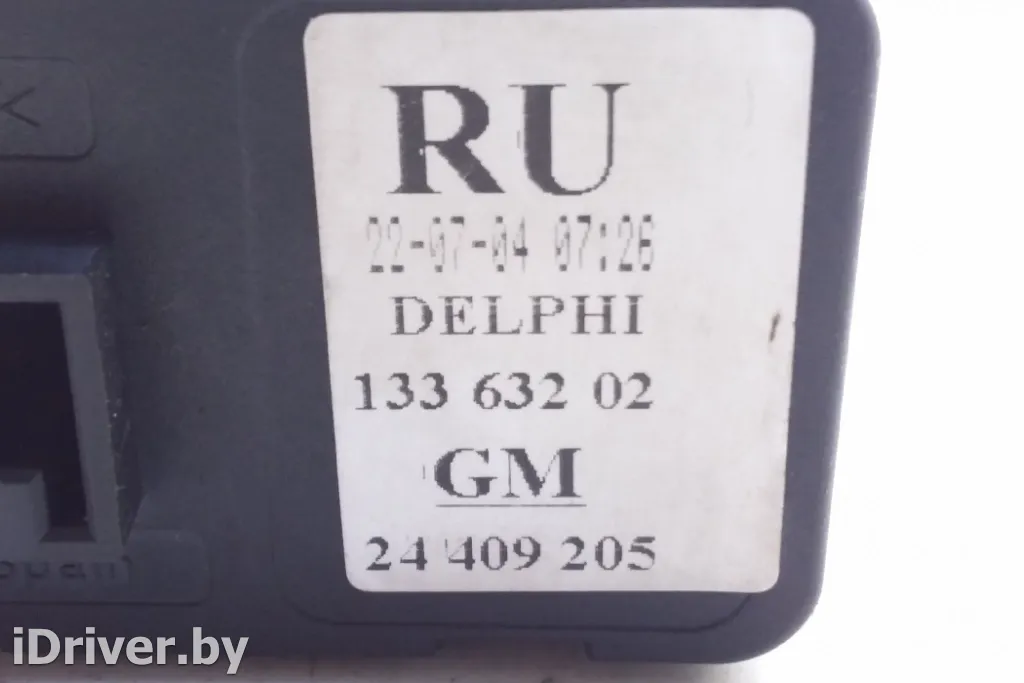 RU
22-07-04 07:26
DELPHI
133 632 02
GM
24 409 205
iDriver.by